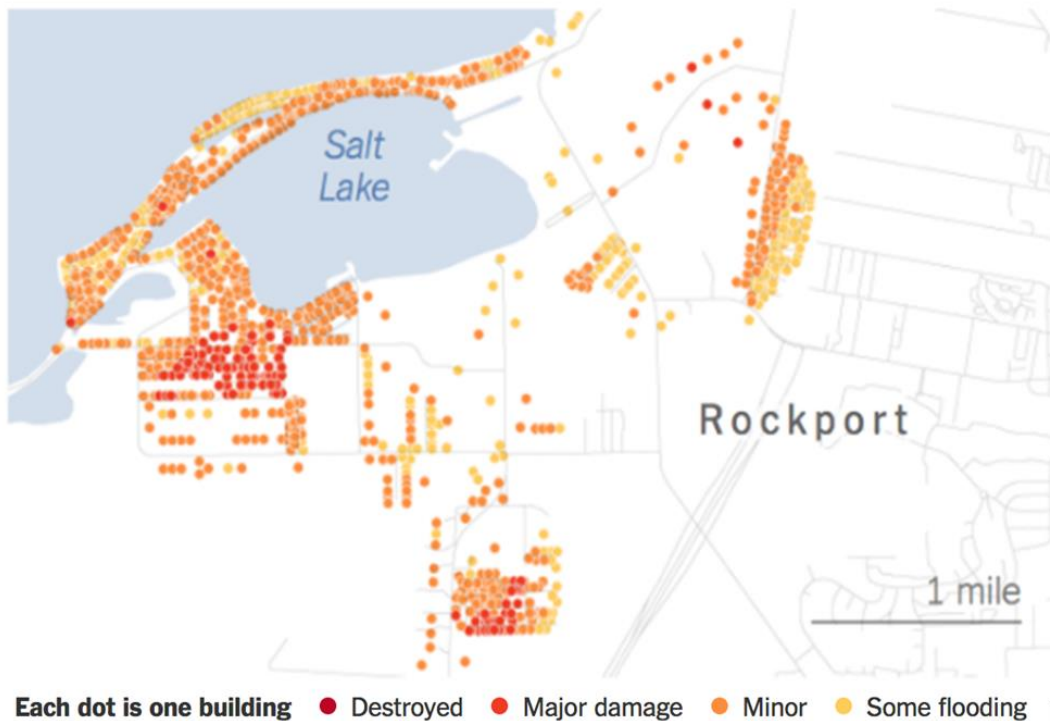 Salt
Lake
Rockport
1 mile
Each dot is one building Destroyed Major damage Minor Some flooding